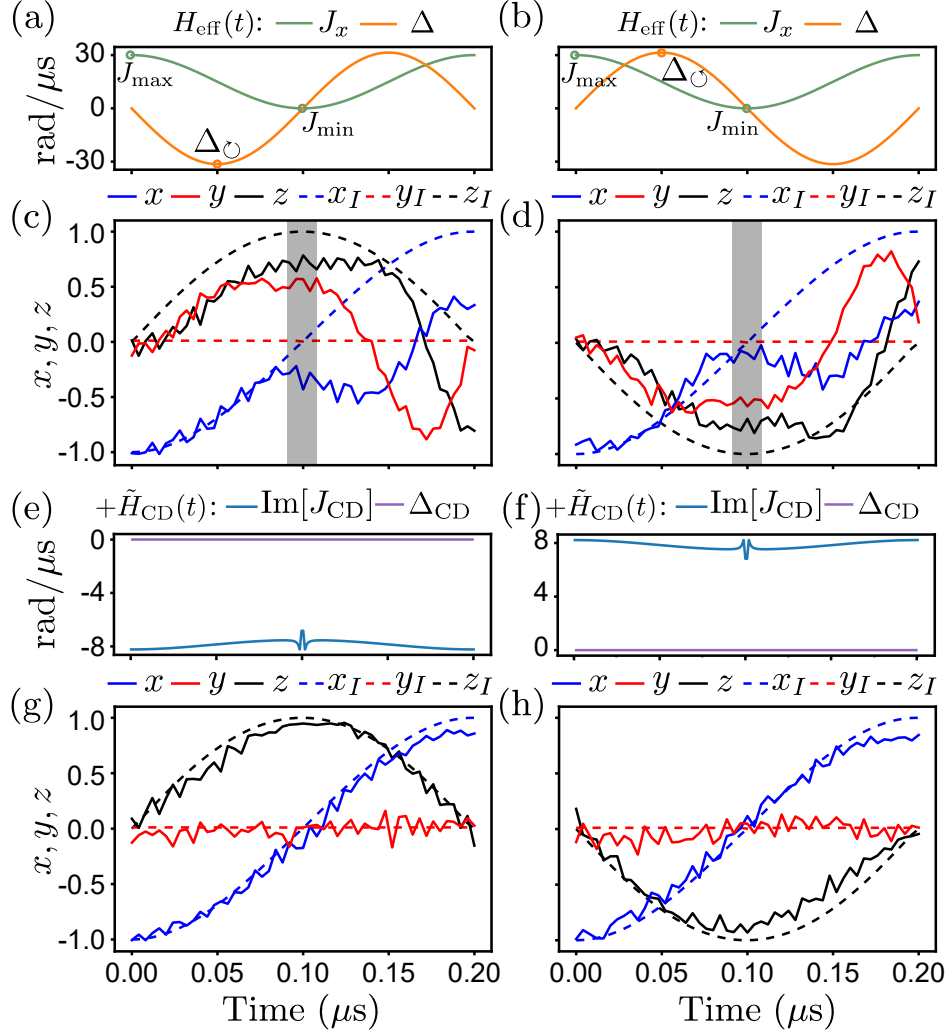 (a) H_eff(t): J_x Δ
(b) H_eff(t): J_x Δ
rad/μs
30
0
-30
J_max
Δ↻
J_min
J_max
Δ↺
J_min
x y z x_I y_I z_I
x y z x_I y_I z_I
(c)
(d)
x, y, z
1.0
0.5
0.0
-0.5
-1.0
(e) +H̃_CD(t): Im[J_CD] Δ_CD
(f) +H̃_CD(t): Im[J_CD] Δ_CD
rad/μs
0
-4
-8
8
4
0
x y z x_I y_I z_I
x y z x_I y_I z_I
(g)
(h)
x, y, z
1.0
0.5
0.0
-0.5
-1.0
0.00 0.05 0.10 0.15 0.20
0.00 0.05 0.10 0.15 0.20
Time (μs)
Time (μs)